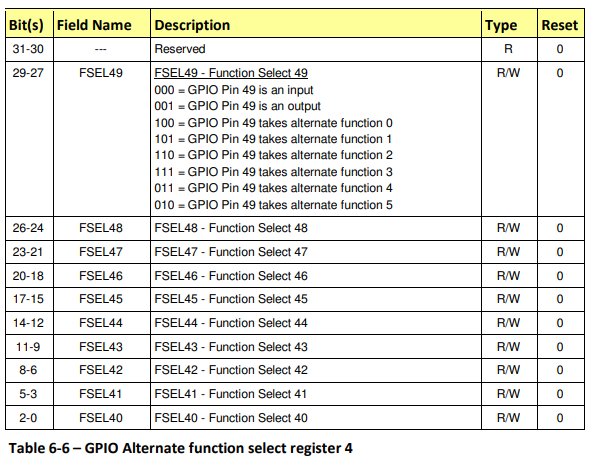 Bit(s) Field Name Description Type Reset
31-30 --- Reserved R 0
29-27 FSEL49 FSEL49 - Function Select 49 R/W 0
000 = GPIO Pin 49 is an input
001 = GPIO Pin 49 is an output
100 = GPIO Pin 49 takes alternate function 0
101 = GPIO Pin 49 takes alternate function 1
110 = GPIO Pin 49 takes alternate function 2
111 = GPIO Pin 49 takes alternate function 3
011 = GPIO Pin 49 takes alternate function 4
010 = GPIO Pin 49 takes alternate function 5
26-24 FSEL48 FSEL48 - Function Select 48 R/W 0
23-21 FSEL47 FSEL47 - Function Select 47 R/W 0
20-18 FSEL46 FSEL46 - Function Select 46 R/W 0
17-15 FSEL45 FSEL45 - Function Select 45 R/W 0
14-12 FSEL44 FSEL44 - Function Select 44 R/W 0
11-9 FSEL43 FSEL43 - Function Select 43 R/W 0
8-6 FSEL42 FSEL42 - Function Select 42 R/W 0
5-3 FSEL41 FSEL41 - Function Select 41 R/W 0
2-0 FSEL40 FSEL40 - Function Select 40 R/W 0
Table 6-6 – GPIO Alternate function select register 4